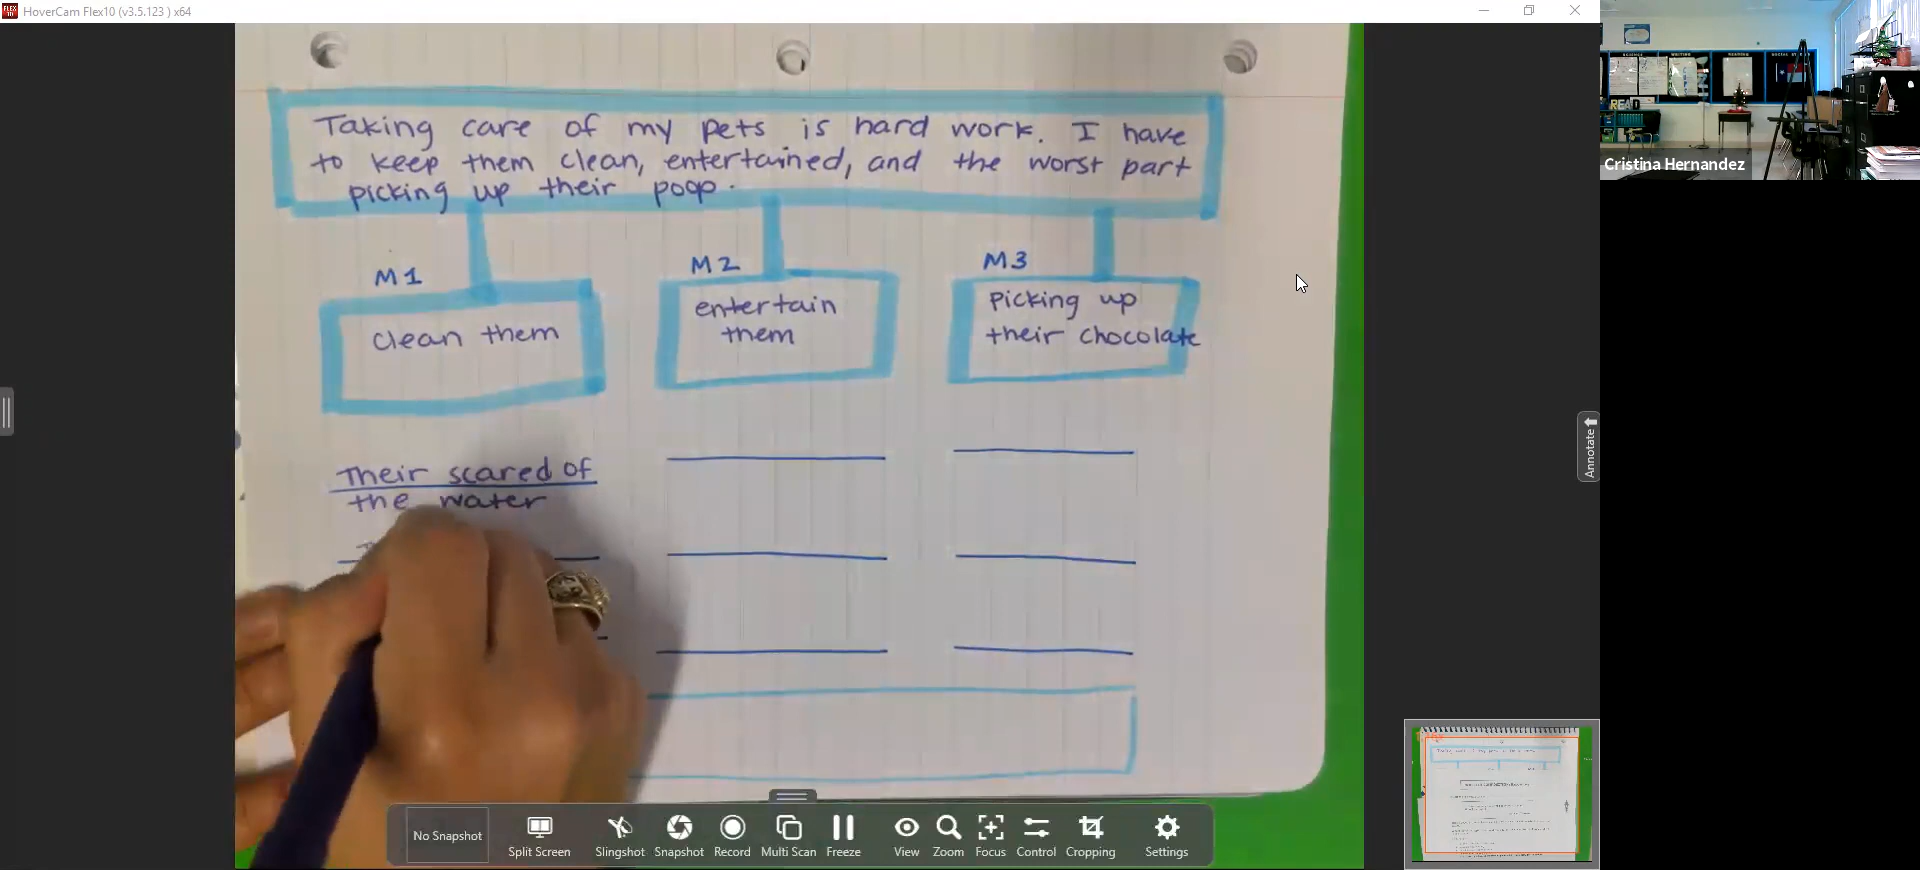 HoverCam Flex10 (v3.5.123 ) x64
Taking care of my pets is hard work. I have
to keep them clean, entertained, and the worst part
picking up their poop.
M1
M2
M3
clean them
entertain
them
Picking up
their chocolate
Their scared of
the water
READ
Cristina Hernandez
Annotate
No Snapshot
Split Screen
Slingshot
Snapshot
Record
Multi Scan
Freeze
View
Zoom
Focus
Control
Cropping
Settings